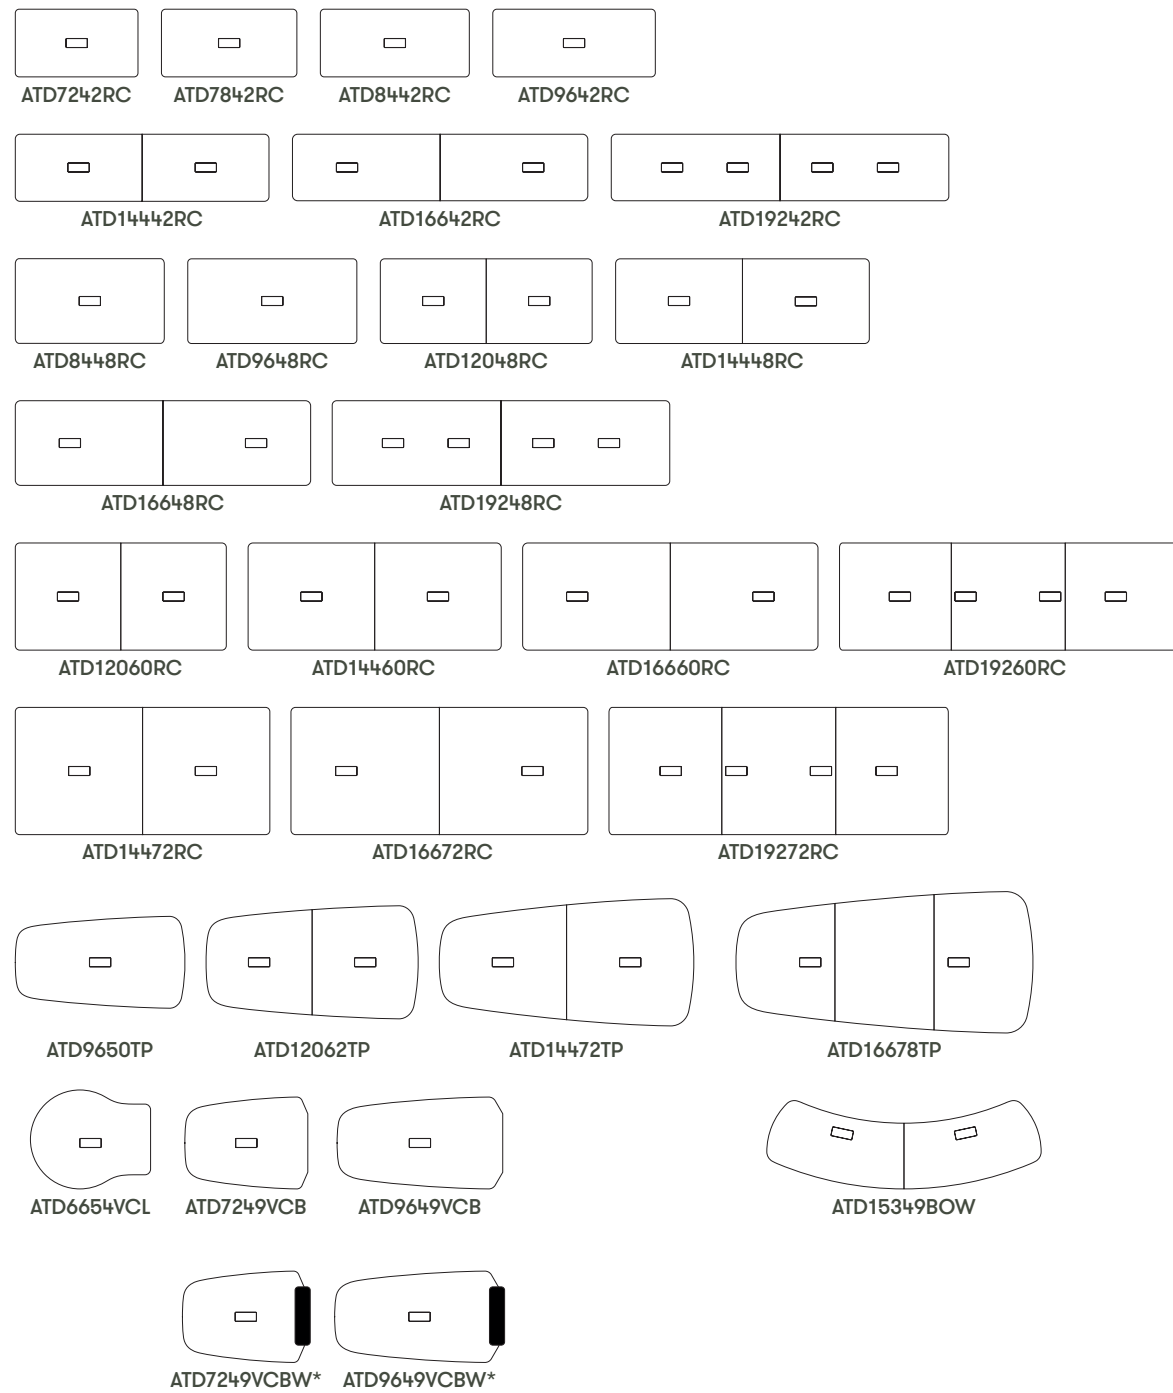 ATD7242RC ATD7842RC ATD8442RC ATD9642RC
ATD14442RC ATD16642RC ATD19242RC
ATD8448RC ATD9648RC ATD12048RC ATD14448RC
ATD16648RC ATD19248RC
ATD12060RC ATD14460RC ATD16660RC ATD19260RC
ATD14472RC ATD16672RC ATD19272RC
ATD9650TP ATD12062TP ATD14472TP ATD16678TP
ATD6654VCL ATD7249VCB ATD9649VCB ATD15349BOW
ATD7249VCBW* ATD9649VCBW*